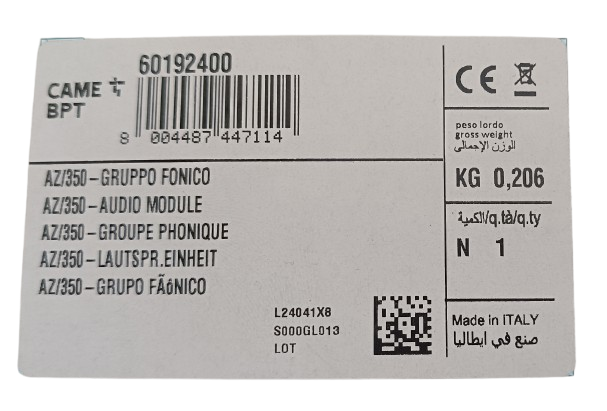 60192400
CAME
BPT
8 004487 447114
AZ/350-GRUPPO FONICO
AZ/350-AUDIO MODULE
AZ/350-GROUPE PHONIQUE
AZ/350-LAUTSPR.EINHEIT
AZ/350-GRUPO FÃóNICO
L24041X8
S000GL013
LOT
CE
peso lordo
gross weight
الوزن الإجمالى
KG 0,206
الكمية/q.tà/q.ty
N 1
Made in ITALY
صنع في ايطاليا